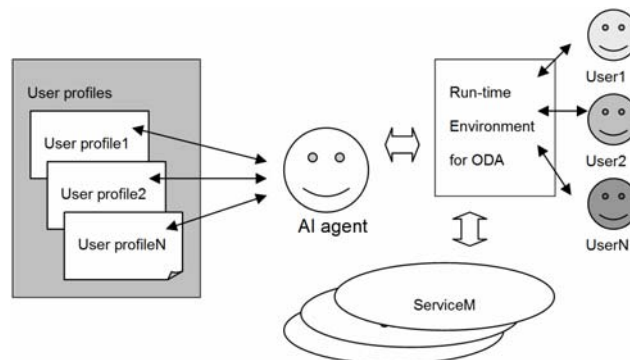 User profiles
User profile1
User profile2
User profileN
AI agent
Run-time
Environment
for ODA
User1
User2
UserN
ServiceM